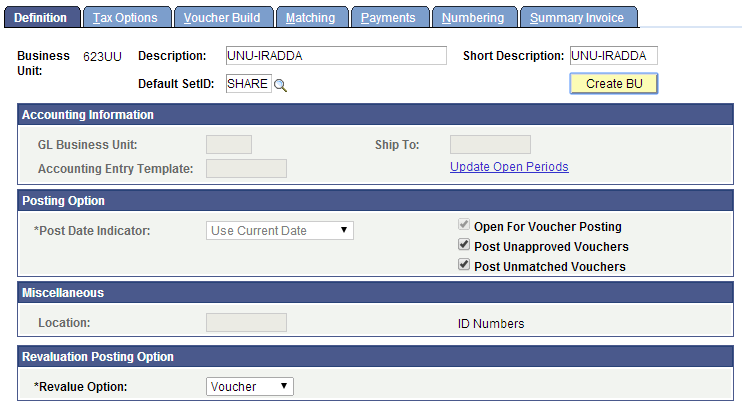 Definition Tax Options Voucher Build Matching Payments Numbering Summary Invoice
Business Unit: 623UU Description: UNU-IRADDA Short Description: UNU-IRADDA
Default SetID: SHARE Create BU
Accounting Information
GL Business Unit: Ship To:
Accounting Entry Template: Update Open Periods
Posting Option
*Post Date Indicator: Use Current Date Open For Voucher Posting
Post Unapproved Vouchers
Post Unmatched Vouchers
Miscellaneous
Location: ID Numbers
Revaluation Posting Option
*Revalue Option: Voucher